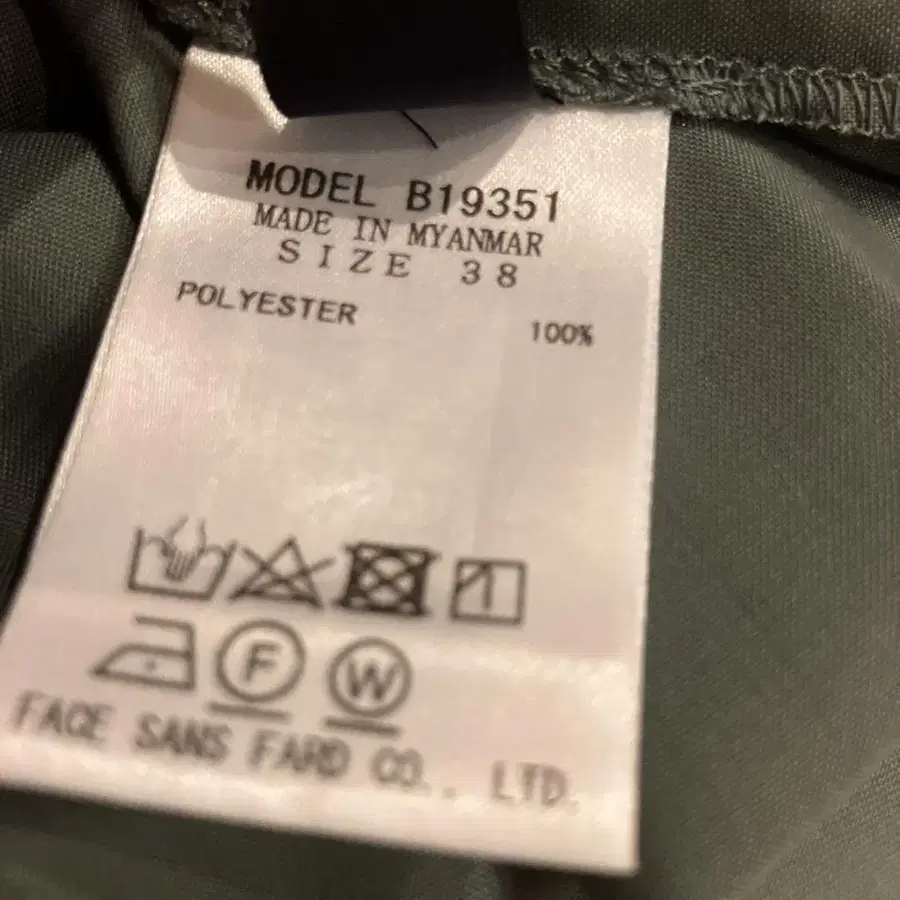 MODEL B19351
MADE IN MYANMAR
SIZE 38
POLYESTER 100%
F W
FACE SANS FARD CO., LTD.